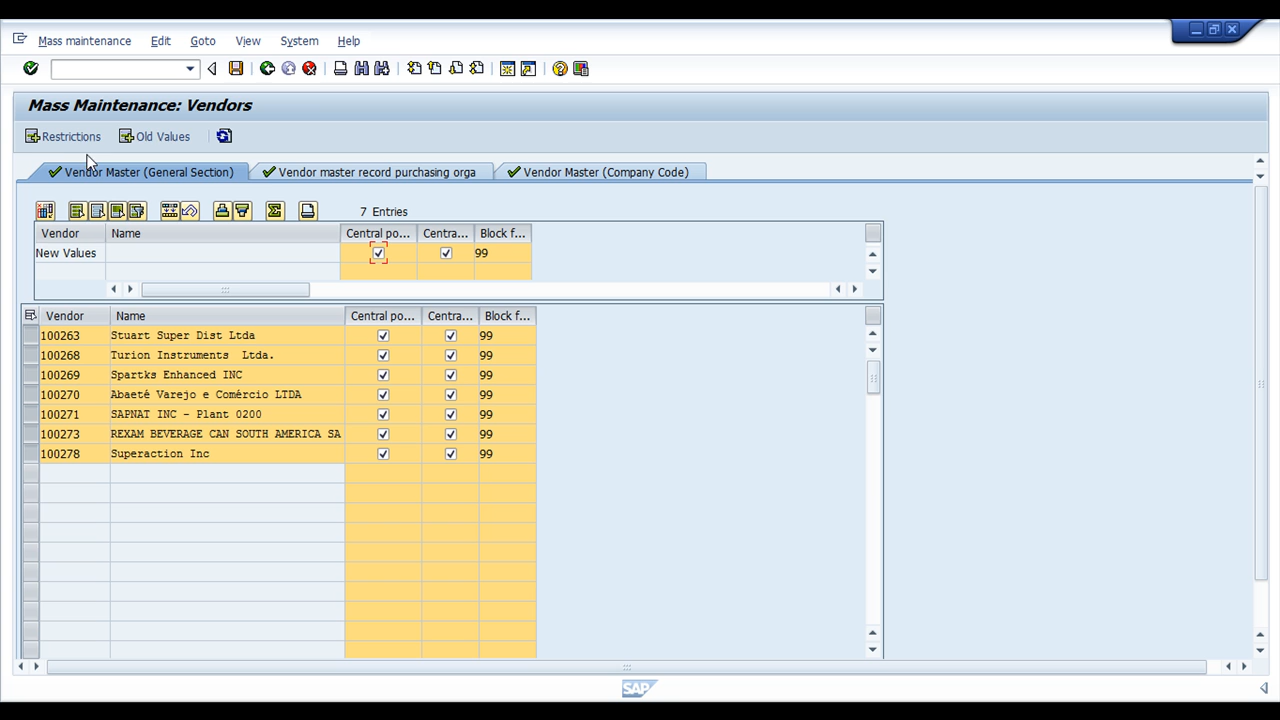 Mass maintenance Edit Goto View System Help
Mass Maintenance: Vendors
Restrictions Old Values
Vendor Master (General Section) Vendor master record purchasing orga Vendor Master (Company Code)
7 Entries
Vendor Name Central po... Centra... Block f...
New Values 99
Vendor Name Central po... Centra... Block f...
100263 Stuart Super Dist Ltda 99
100268 Turion Instruments Ltda. 99
100269 Spartks Enhanced INC 99
100270 Abaeté Varejo e Comércio LTDA 99
100271 SAPNAT INC - Plant 0200 99
100273 REXAM BEVERAGE CAN SOUTH AMERICA SA 99
100278 Superaction Inc 99
SAP